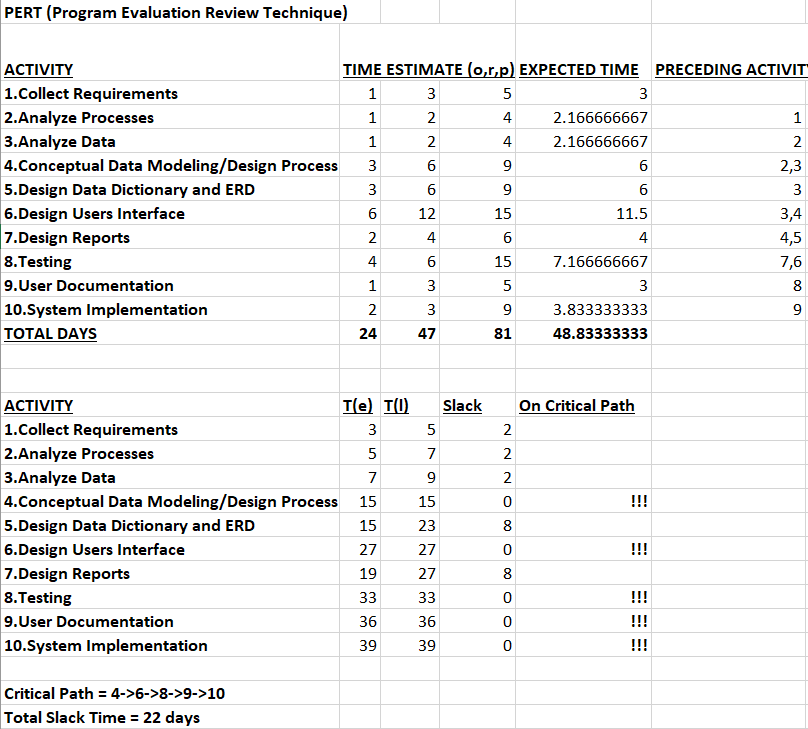 PERT (Program Evaluation Review Technique)
ACTIVITY TIME ESTIMATE (o,r,p) EXPECTED TIME PRECEDING ACTIVITY
1.Collect Requirements 1 3 5 3
2.Analyze Processes 1 2 4 2.166666667 1
3.Analyze Data 1 2 4 2.166666667 2
4.Conceptual Data Modeling/Design Process 3 6 9 6 2,3
5.Design Data Dictionary and ERD 3 6 9 6 3
6.Design Users Interface 6 12 15 11.5 3,4
7.Design Reports 2 4 6 4 4,5
8.Testing 4 6 15 7.166666667 7,6
9.User Documentation 1 3 5 3 8
10.System Implementation 2 3 9 3.833333333 9
TOTAL DAYS 24 47 81 48.83333333
ACTIVITY T(e) T(l) Slack On Critical Path
1.Collect Requirements 3 5 2
2.Analyze Processes 5 7 2
3.Analyze Data 7 9 2
4.Conceptual Data Modeling/Design Process 15 15 0 !!!
5.Design Data Dictionary and ERD 15 23 8
6.Design Users Interface 27 27 0 !!!
7.Design Reports 19 27 8
8.Testing 33 33 0 !!!
9.User Documentation 36 36 0 !!!
10.System Implementation 39 39 0 !!!
Critical Path = 4->6->8->9->10
Total Slack Time = 22 days